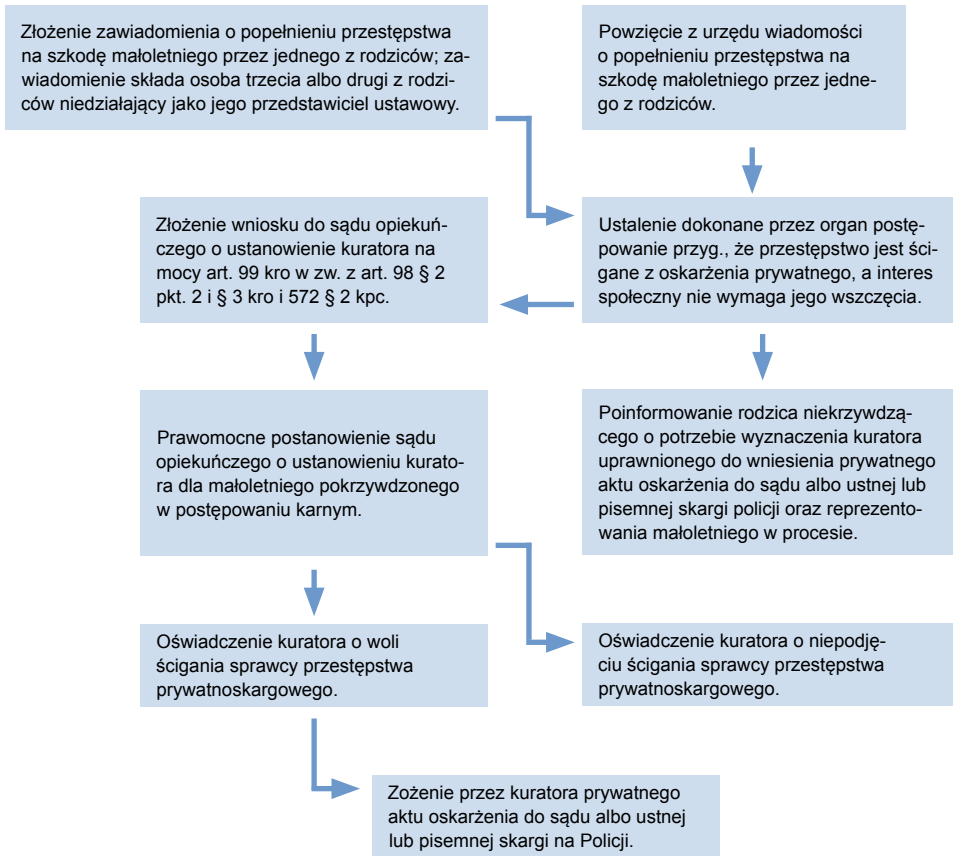 Złożenie zawiadomienia o popełnieniu przestępstwa
na szkodę małoletniego przez jednego z rodziców; za-
wiadomienie składa osoba trzecia albo drugi z rodzi-
ców niedziałający jako jego przedstawiciel ustawowy.
Powzięcie z urzędu wiadomości
o popełnieniu przestępstwa na
szkodę małoletniego przez jedne-
go z rodziców.
Złożenie wniosku do sądu opiekuń-
czego o ustanowienie kuratora na
mocy art. 99 kro w zw. z art. 98 § 2
pkt. 2 i § 3 kro i 572 § 2 kpc.
Ustalenie dokonane przez organ postę-
powanie przyg., że przestępstwo jest ści-
gane z oskarżenia prywatnego, a interes
społeczny nie wymaga jego wszczęcia.
Prawomocne postanowienie sądu
opiekuńczego o ustanowieniu kurato-
ra dla małoletniego pokrzywdzonego
w postępowaniu karnym.
Poinformowanie rodzica niekrzywdzą-
cego o potrzebie wyznaczenia kuratora
uprawnionego do wniesienia prywatnego
aktu oskarżenia do sądu albo ustnej lub
pisemnej skargi policji oraz reprezento-
wania małoletniego w procesie.
Oświadczenie kuratora o woli
ścigania sprawcy przestępstwa
prywatnoskargowego.
Oświadczenie kuratora o niepodję-
ciu ścigania sprawcy przestępstwa
prywatnoskargowego.
Zożenie przez kuratora prywatnego
aktu oskarżenia do sądu albo ustnej
lub pisemnej skargi na Policji.